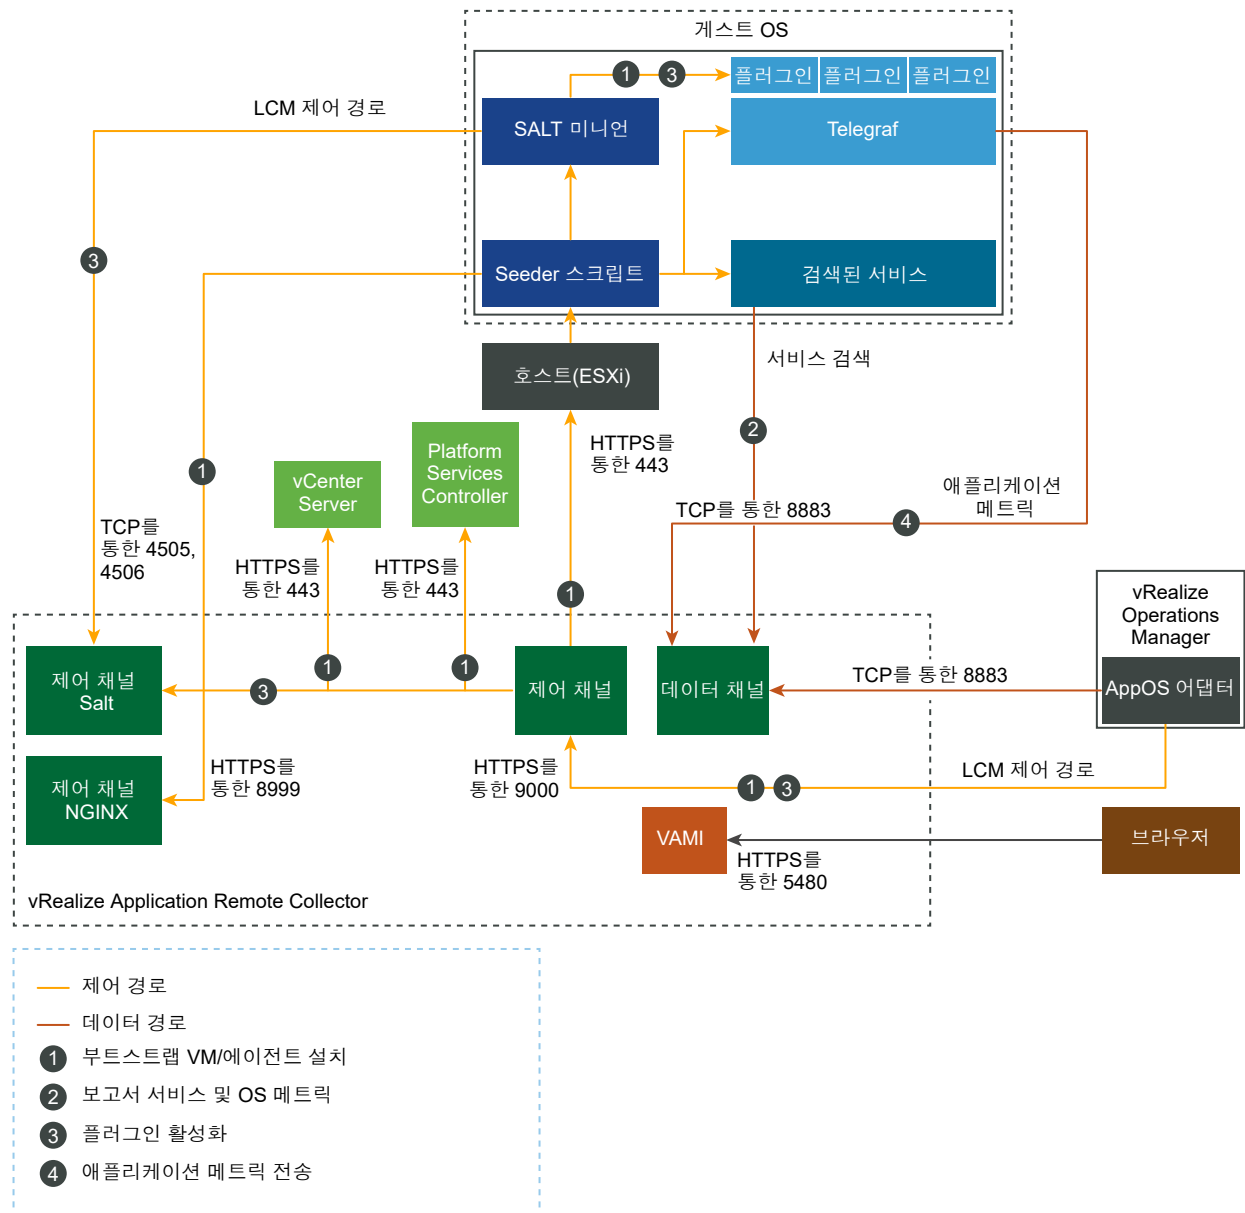 게스트 OS
1
3
플러그인
플러그인
플러그인
LCM 제어 경로
SALT 미니언
Telegraf
3
Seeder 스크립트
검색된 서비스
서비스 검색
호스트(ESXi)
2
HTTPS를
통한 443
Platform
Services
Controller
1
vCenter
Server
애플리케이션
메트릭
TCP를 통한 8883
4
TCP를
통한 4505,
4506
HTTPS를
통한 443
HTTPS를
통한 443
1
vRealize
Operations
Manager
1
1
제어 채널
Salt
3
제어 채널
데이터 채널
TCP를 통한 8883
AppOS 어댑터
HTTPS를
통한 8999
HTTPS를
통한 9000
LCM 제어 경로
1
3
제어 채널
NGINX
VAMI
브라우저
HTTPS를
통한 5480
vRealize Application Remote Collector
제어 경로
데이터 경로
1 부트스트랩 VM/에이전트 설치
2 보고서 서비스 및 OS 메트릭
3 플러그인 활성화
4 애플리케이션 메트릭 전송